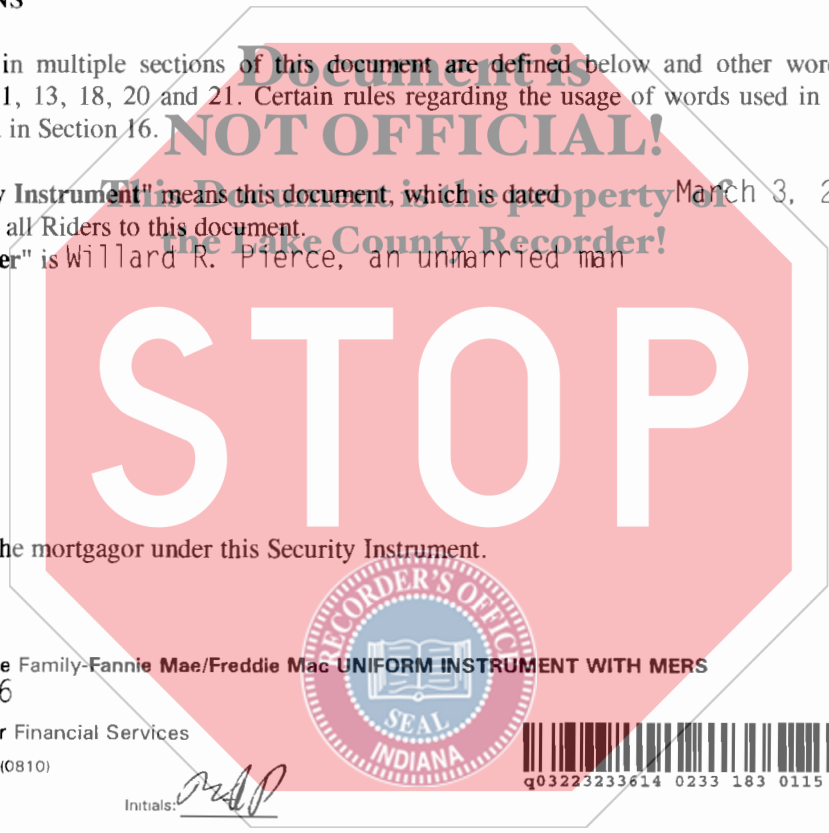 NS
in multiple sections of this document are defined below and other wor
1, 13, 18, 20 and 21. Certain rules regarding the usage of words used in
in Section 16.
y Instrument" means this document, which is dated March 3, 2
all Riders to this document.
er" is Willard R. Pierce, an unmarried man
Document is
NOT OFFICIAL!
This Document is the property of
the Lake County Recorder!
STOP
he mortgagor under this Security Instrument.
RECORDER'S OFFICE
SEAL
INDIANA
e Family-Fannie Mae/Freddie Mac UNIFORM INSTRUMENT WITH MERS
6
r Financial Services
(0810)
Initials:
q03223233614 0233 183 0115